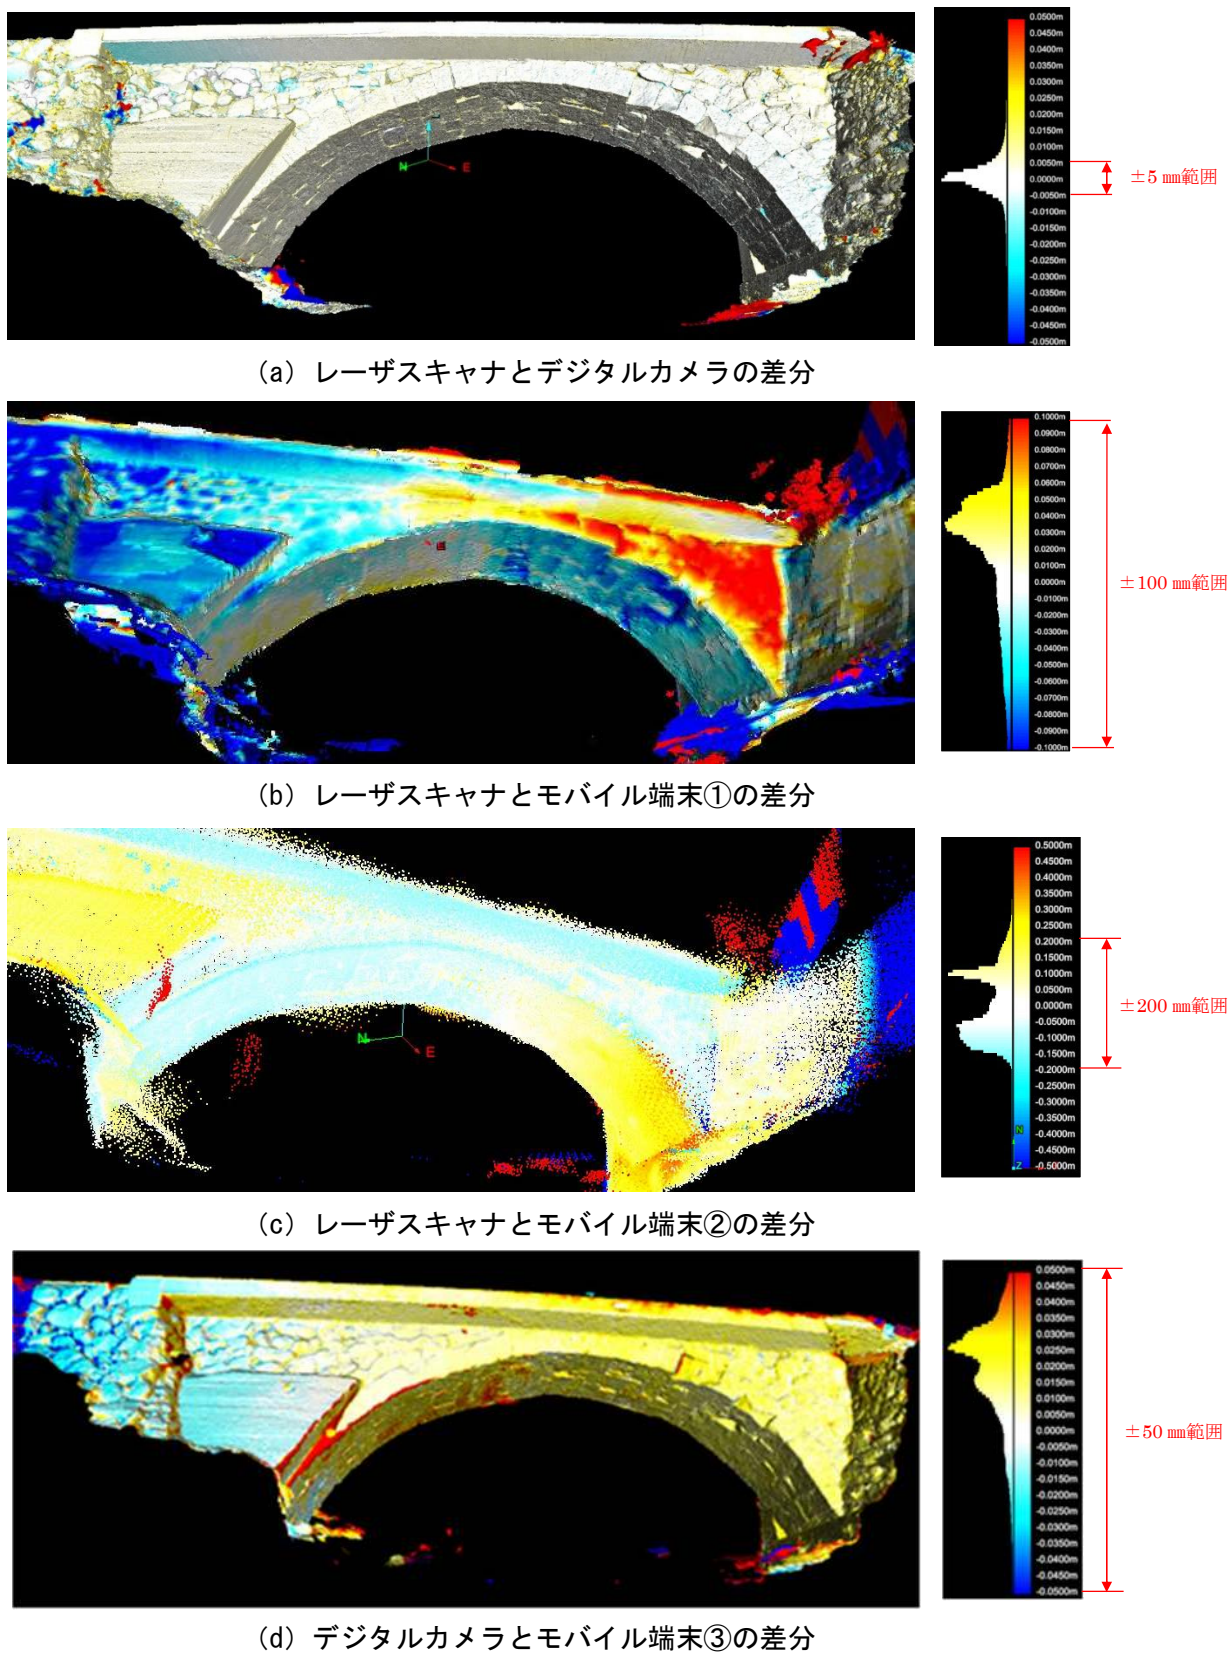 0.0500m
0.0450m
0.0400m
0.0350m
0.0300m
0.0250m
0.0200m
0.0150m
0.0100m
0.0050m
0.0000m
-0.0050m
-0.0100m
-0.0150m
-0.0200m
-0.0250m
-0.0300m
-0.0350m
-0.0400m
-0.0450m
-0.0500m
±5 ㎜範囲
N
E
(a) レーザスキャナとデジタルカメラの差分
0.1000m
0.0900m
0.0800m
0.0700m
0.0600m
0.0500m
0.0400m
0.0300m
0.0200m
0.0100m
0.0000m
-0.0100m
-0.0200m
-0.0300m
-0.0400m
-0.0500m
-0.0600m
-0.0700m
-0.0800m
-0.0900m
-0.1000m
±100 ㎜範囲
(b) レーザスキャナとモバイル端末①の差分
0.5000m
0.4500m
0.4000m
0.3500m
0.3000m
0.2500m
0.2000m
0.1500m
0.1000m
0.0500m
0.0000m
-0.0500m
-0.1000m
-0.1500m
-0.2000m
-0.2500m
-0.3000m
-0.3500m
-0.4000m
-0.4500m
-0.5000m
N
Z
±200 ㎜範囲
N
E
(c) レーザスキャナとモバイル端末②の差分
0.0500m
0.0450m
0.0400m
0.0350m
0.0300m
0.0250m
0.0200m
0.0150m
0.0100m
0.0050m
0.0000m
-0.0050m
-0.0100m
-0.0150m
-0.0200m
-0.0250m
-0.0300m
-0.0350m
-0.0400m
-0.0450m
-0.0500m
±50 ㎜範囲
(d) デジタルカメラとモバイル端末③の差分